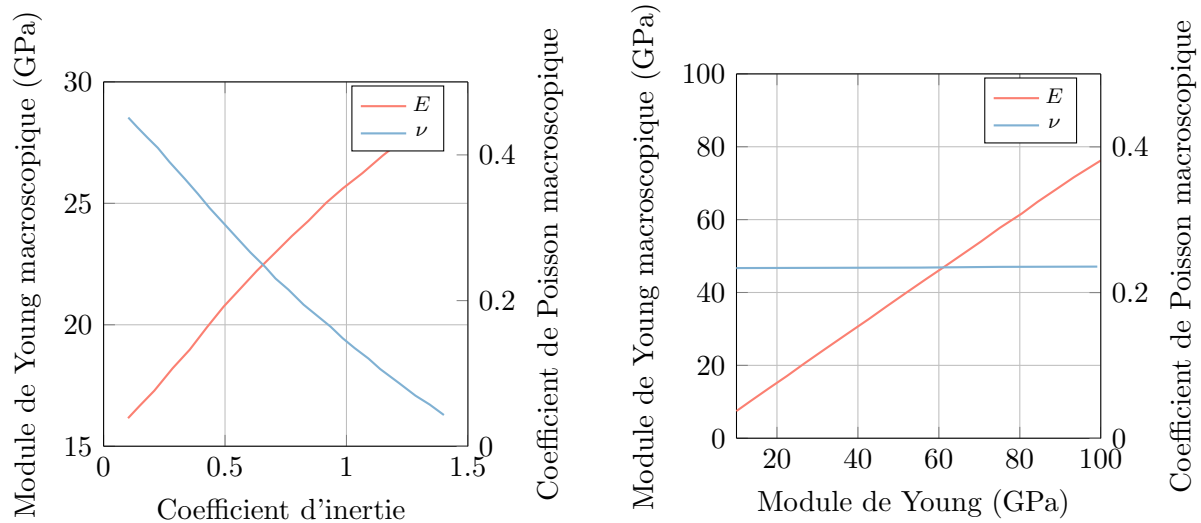 Module de Young macroscopique (GPa)
30
25
20
15
0
0.5
1
1.5
Coefficient d'inertie
0.4
0.2
0
Coefficient de Poisson macroscopique
E
ν
Module de Young macroscopique (GPa)
100
80
60
40
20
0
20
40
60
80
100
Module de Young (GPa)
0.4
0.2
0
Coefficient de Poisson macroscopique
E
ν